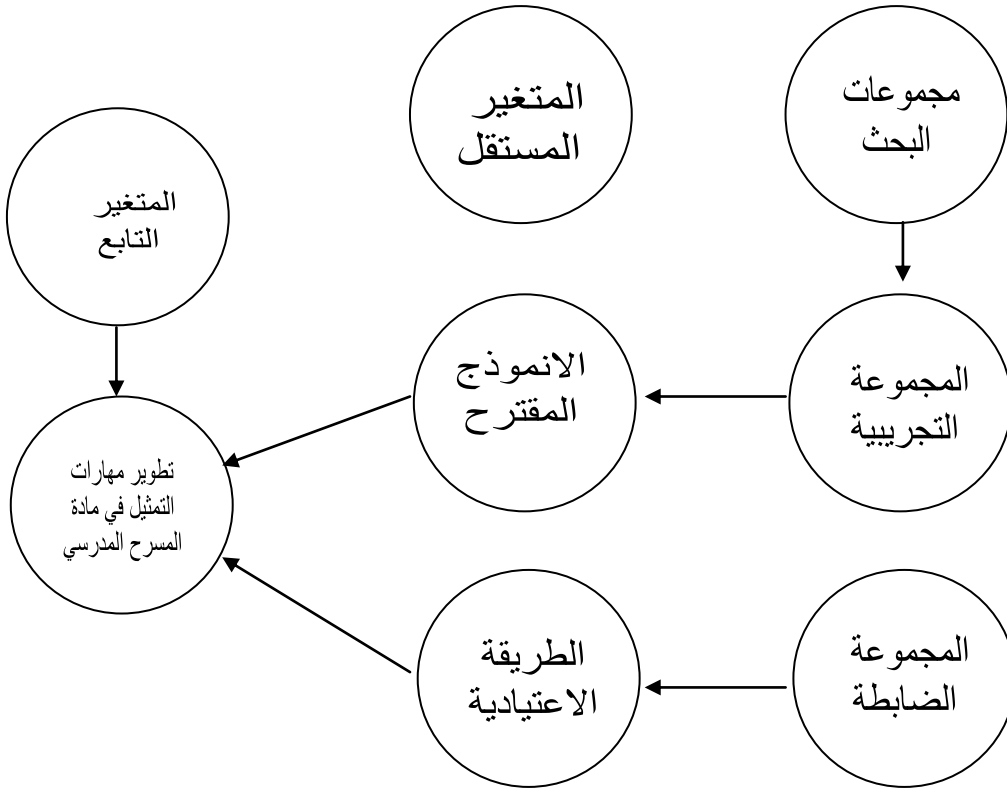 مجموعات
البحث
المتغير
المستقل
المتغير
التابع
المجموعة
التجريبية
الانموذج
المقترح
تطوير مهارات
التمثيل في مادة
المسرح المدرسي
المجموعة
الضابطة
الطريقة
الاعتيادية